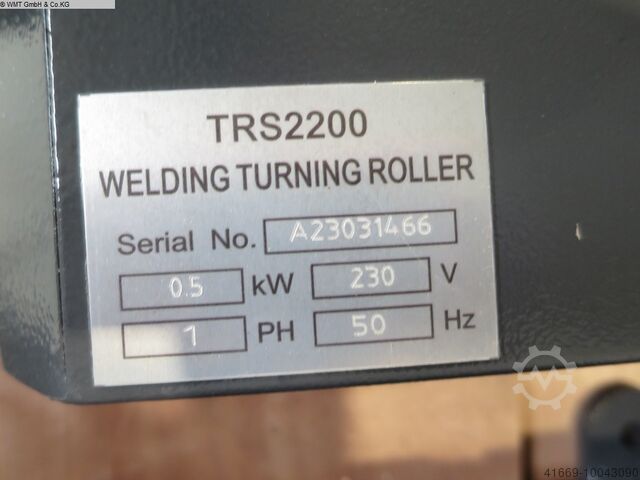 © WMT GmbH & Co.KG
TRS2200
WELDING TURNING ROLLER
Serial No. A23031466
0.5 kW 230 V
1 PH 50 Hz
41669-10043090